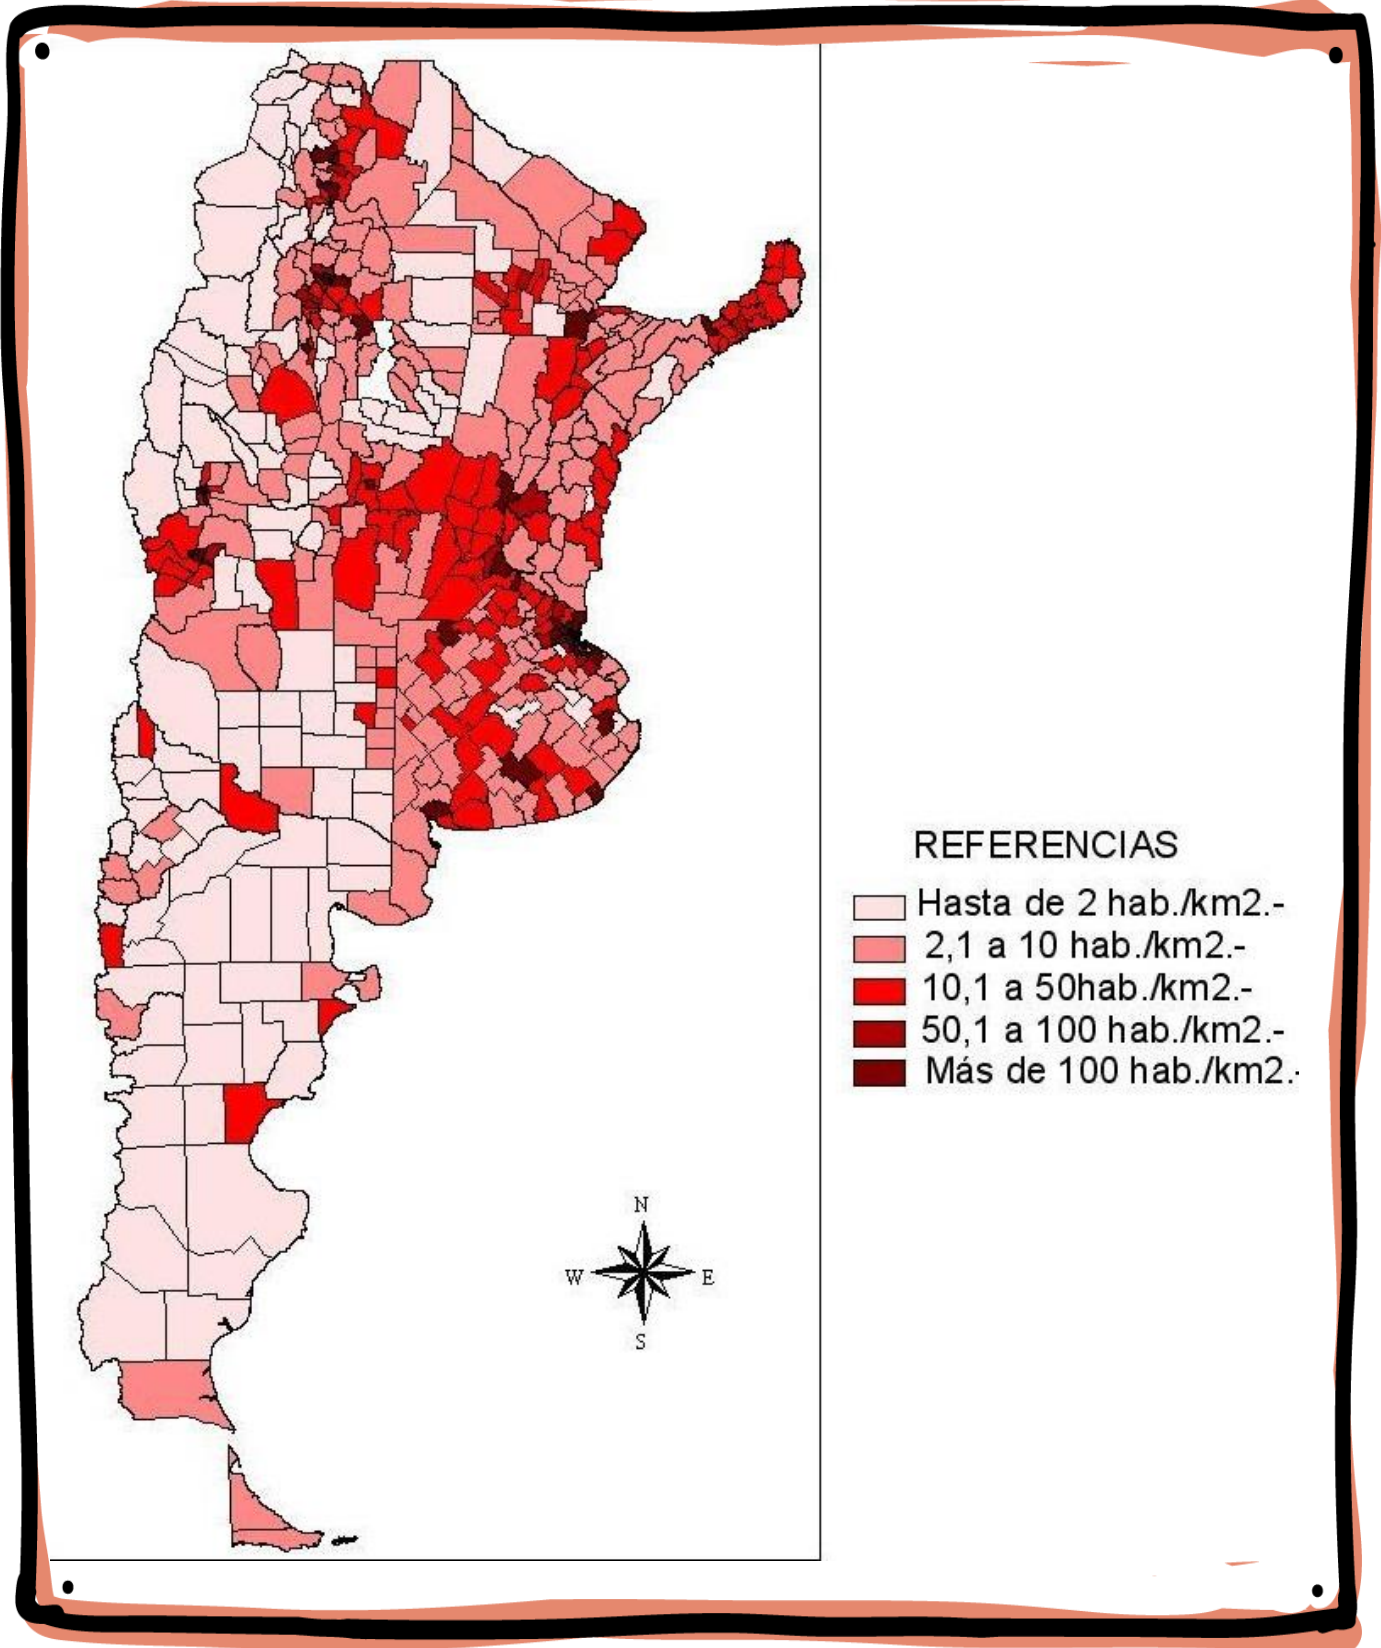 REFERENCIAS
Hasta de 2 hab./km2.-
2,1 a 10 hab./km2.-
10,1 a 50hab./km2.-
50,1 a 100 hab./km2.-
Más de 100 hab./km2.-
N
W E
S